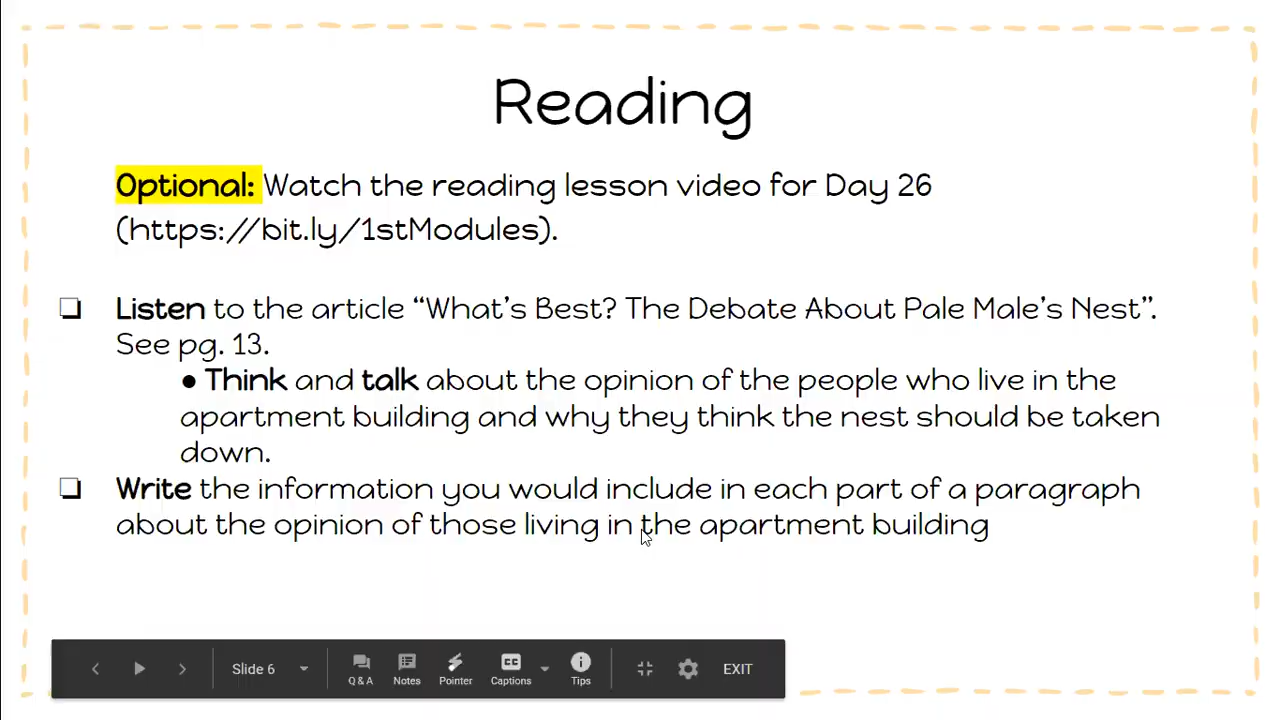 Reading
Optional: Watch the reading lesson video for Day 26
(https://bit.ly/1stModules).
❏ Listen to the article “What’s Best? The Debate About Pale Male’s Nest”.
See pg. 13.
● Think and talk about the opinion of the people who live in the
apartment building and why they think the nest should be taken
down.
❏ Write the information you would include in each part of a paragraph
about the opinion of those living in the apartment building
Slide 6
Q & A
Notes
Pointer
CC
Captions
Tips
EXIT